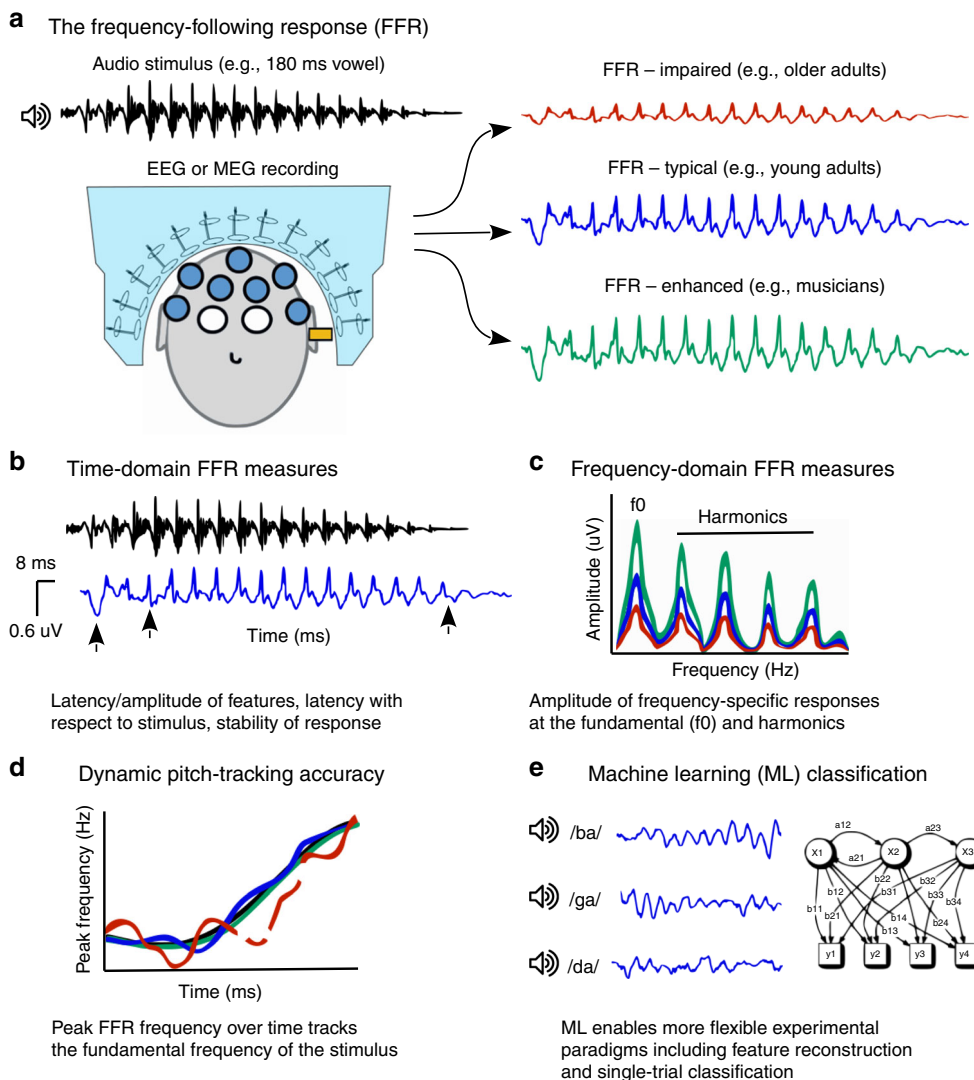 a The frequency-following response (FFR)
Audio stimulus (e.g., 180 ms vowel)
EEG or MEG recording
FFR – impaired (e.g., older adults)
FFR – typical (e.g., young adults)
FFR – enhanced (e.g., musicians)
b Time-domain FFR measures
8 ms
0.6 uV
Time (ms)
Latency/amplitude of features, latency with
respect to stimulus, stability of response
c Frequency-domain FFR measures
f0
Harmonics
Amplitude (uV)
Frequency (Hz)
Amplitude of frequency-specific responses
at the fundamental (f0) and harmonics
d Dynamic pitch-tracking accuracy
Peak frequency (Hz)
Time (ms)
Peak FFR frequency over time tracks
the fundamental frequency of the stimulus
e Machine learning (ML) classification
/ba/
/ga/
/da/
a12
a23
X1
X2
X3
a21
b22
b32
b12
b31
b33
b34
b11
b21
b14
b24
b13
y1
y2
y3
y4
ML enables more flexible experimental
paradigms including feature reconstruction
and single-trial classification